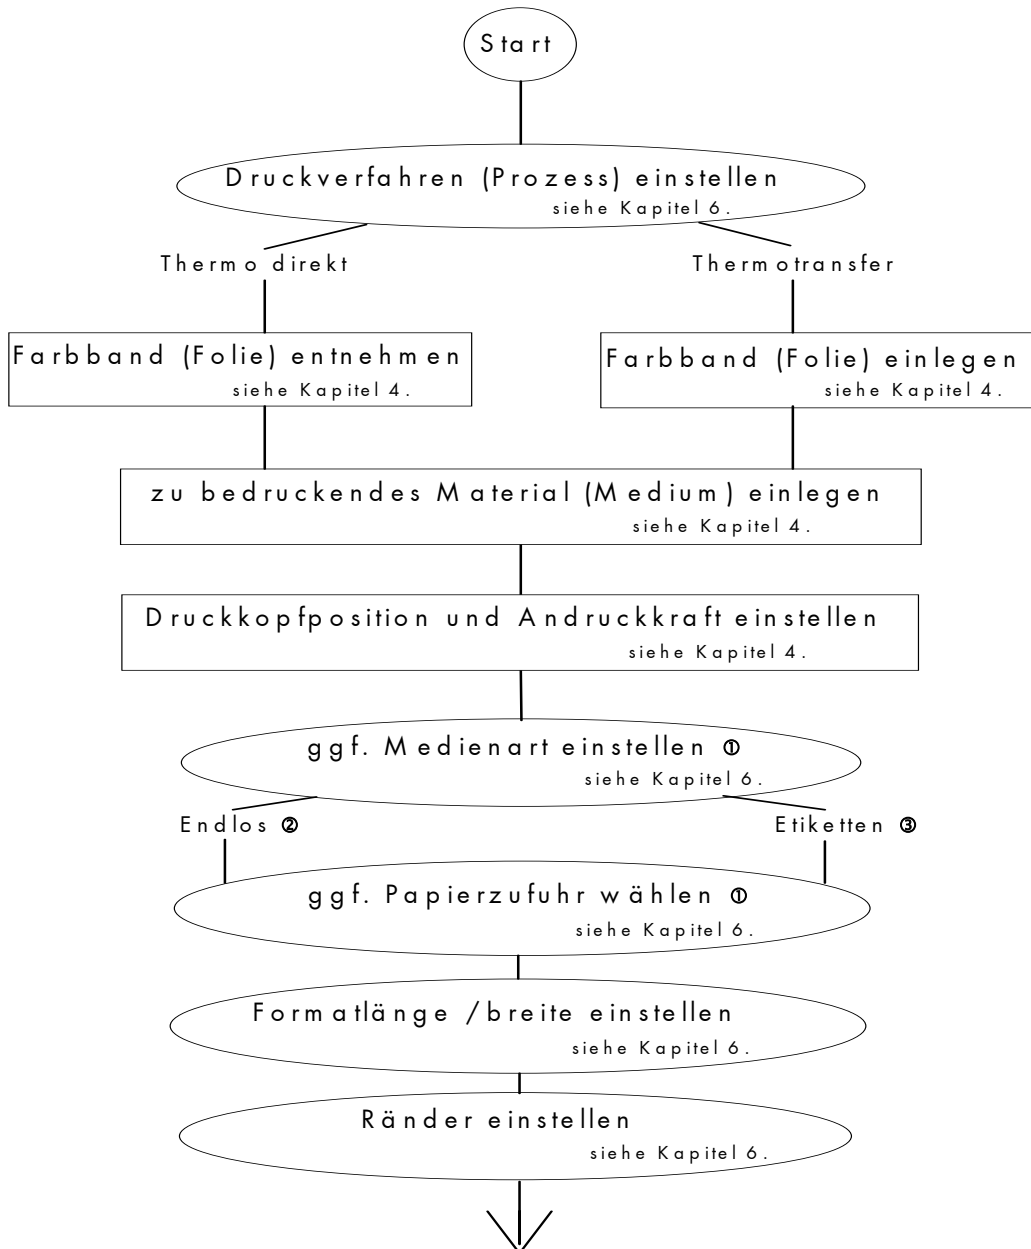 Start
Druckverfahren (Prozess) einstellen
siehe Kapitel 6.
Thermo direkt
Thermotransfer
Farbband (Folie) entnehmen
siehe Kapitel 4.
Farbband (Folie) einlegen
siehe Kapitel 4.
zu bedruckendes Material (Medium) einlegen
siehe Kapitel 4.
Druckkopfposition und Andruckkraft einstellen
siehe Kapitel 4.
ggf. Medienart einstellen ①
siehe Kapitel 6.
Endlos ②
Etiketten ③
ggf. Papierzufuhr wählen ①
siehe Kapitel 6.
Formatlänge /breite einstellen
siehe Kapitel 6.
Ränder einstellen
siehe Kapitel 6.